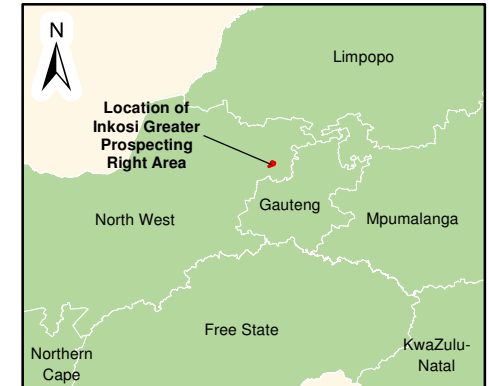 N
Limpopo
Location of
Inkosi Greater
Prospecting
Right Area
Gauteng
North West
Mpumalanga
Free State
KwaZulu-
Natal
Northern
Cape